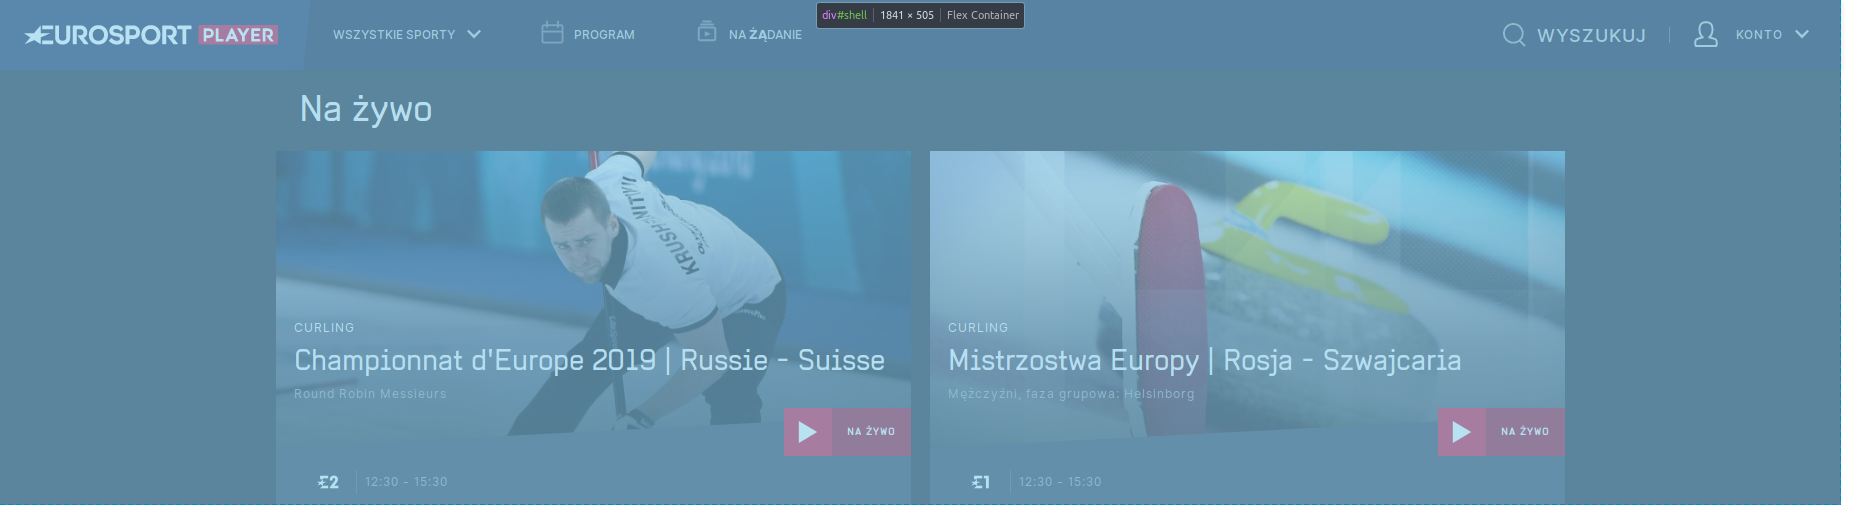 div#shell | 1841 × 505 | Flex Container
EUROSPORT PLAYER
WSZYSTKIE SPORTY
PROGRAM
NA ŻĄDANIE
WYSZUKUJ
KONTO
Na żywo
KRUSH-N-IT!
CURLING
Championnat d'Europe 2019 | Russie - Suisse
Round Robin Messieurs
NA ŻYWO
E2
12:30 - 15:30
CURLING
Mistrzostwa Europy | Rosja - Szwajcaria
Mężczyźni, faza grupowa: Helsinborg
NA ŻYWO
E1
12:30 - 15:30